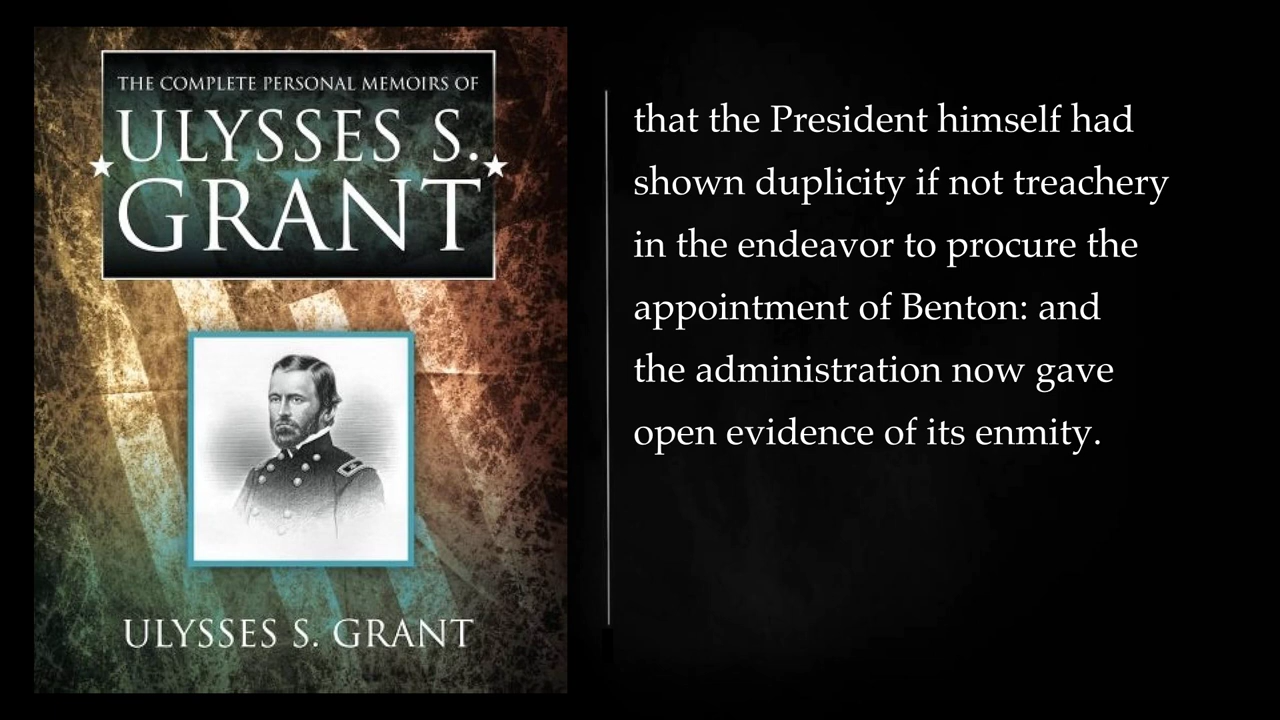 THE COMPLETE PERSONAL MEMOIRS OF
ULYSSES S.
GRANT
ULYSSES S. GRANT
that the President himself had
shown duplicity if not treachery
in the endeavor to procure the
appointment of Benton: and
the administration now gave
open evidence of its enmity.